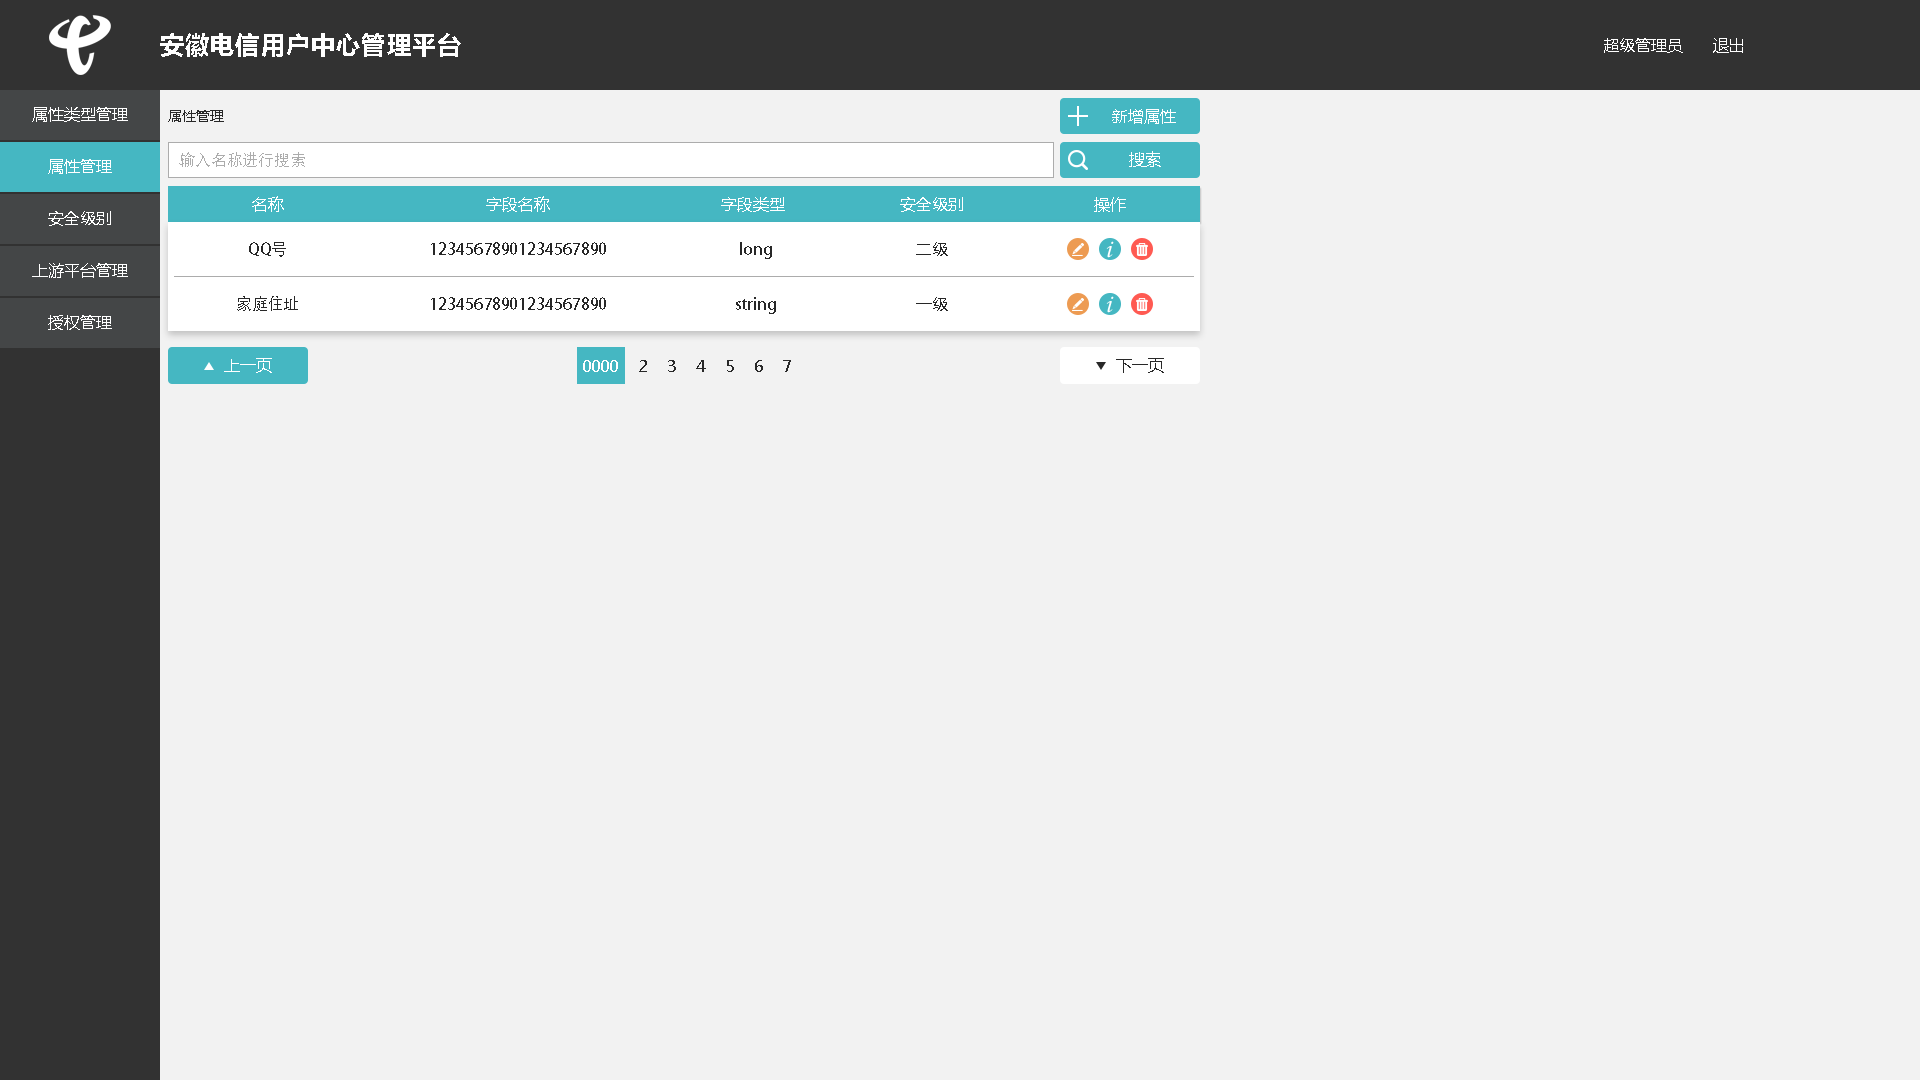 安徽电信用户中心管理平台
超级管理员 退出
属性类型管理
属性管理
安全级别
上游平台管理
授权管理
属性管理
新增属性
输入名称进行搜索
搜索
名称 字段名称 字段类型 安全级别 操作
QQ号 12345678901234567890 long 二级
家庭住址 12345678901234567890 string 一级
▲ 上一页 0000 2 3 4 5 6 7 ▼ 下一页